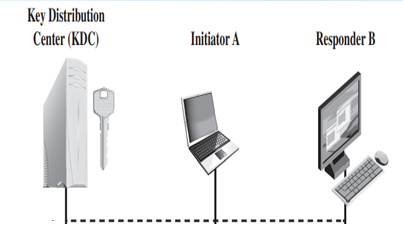 Key Distribution
Center (KDC)
Initiator A
Responder B